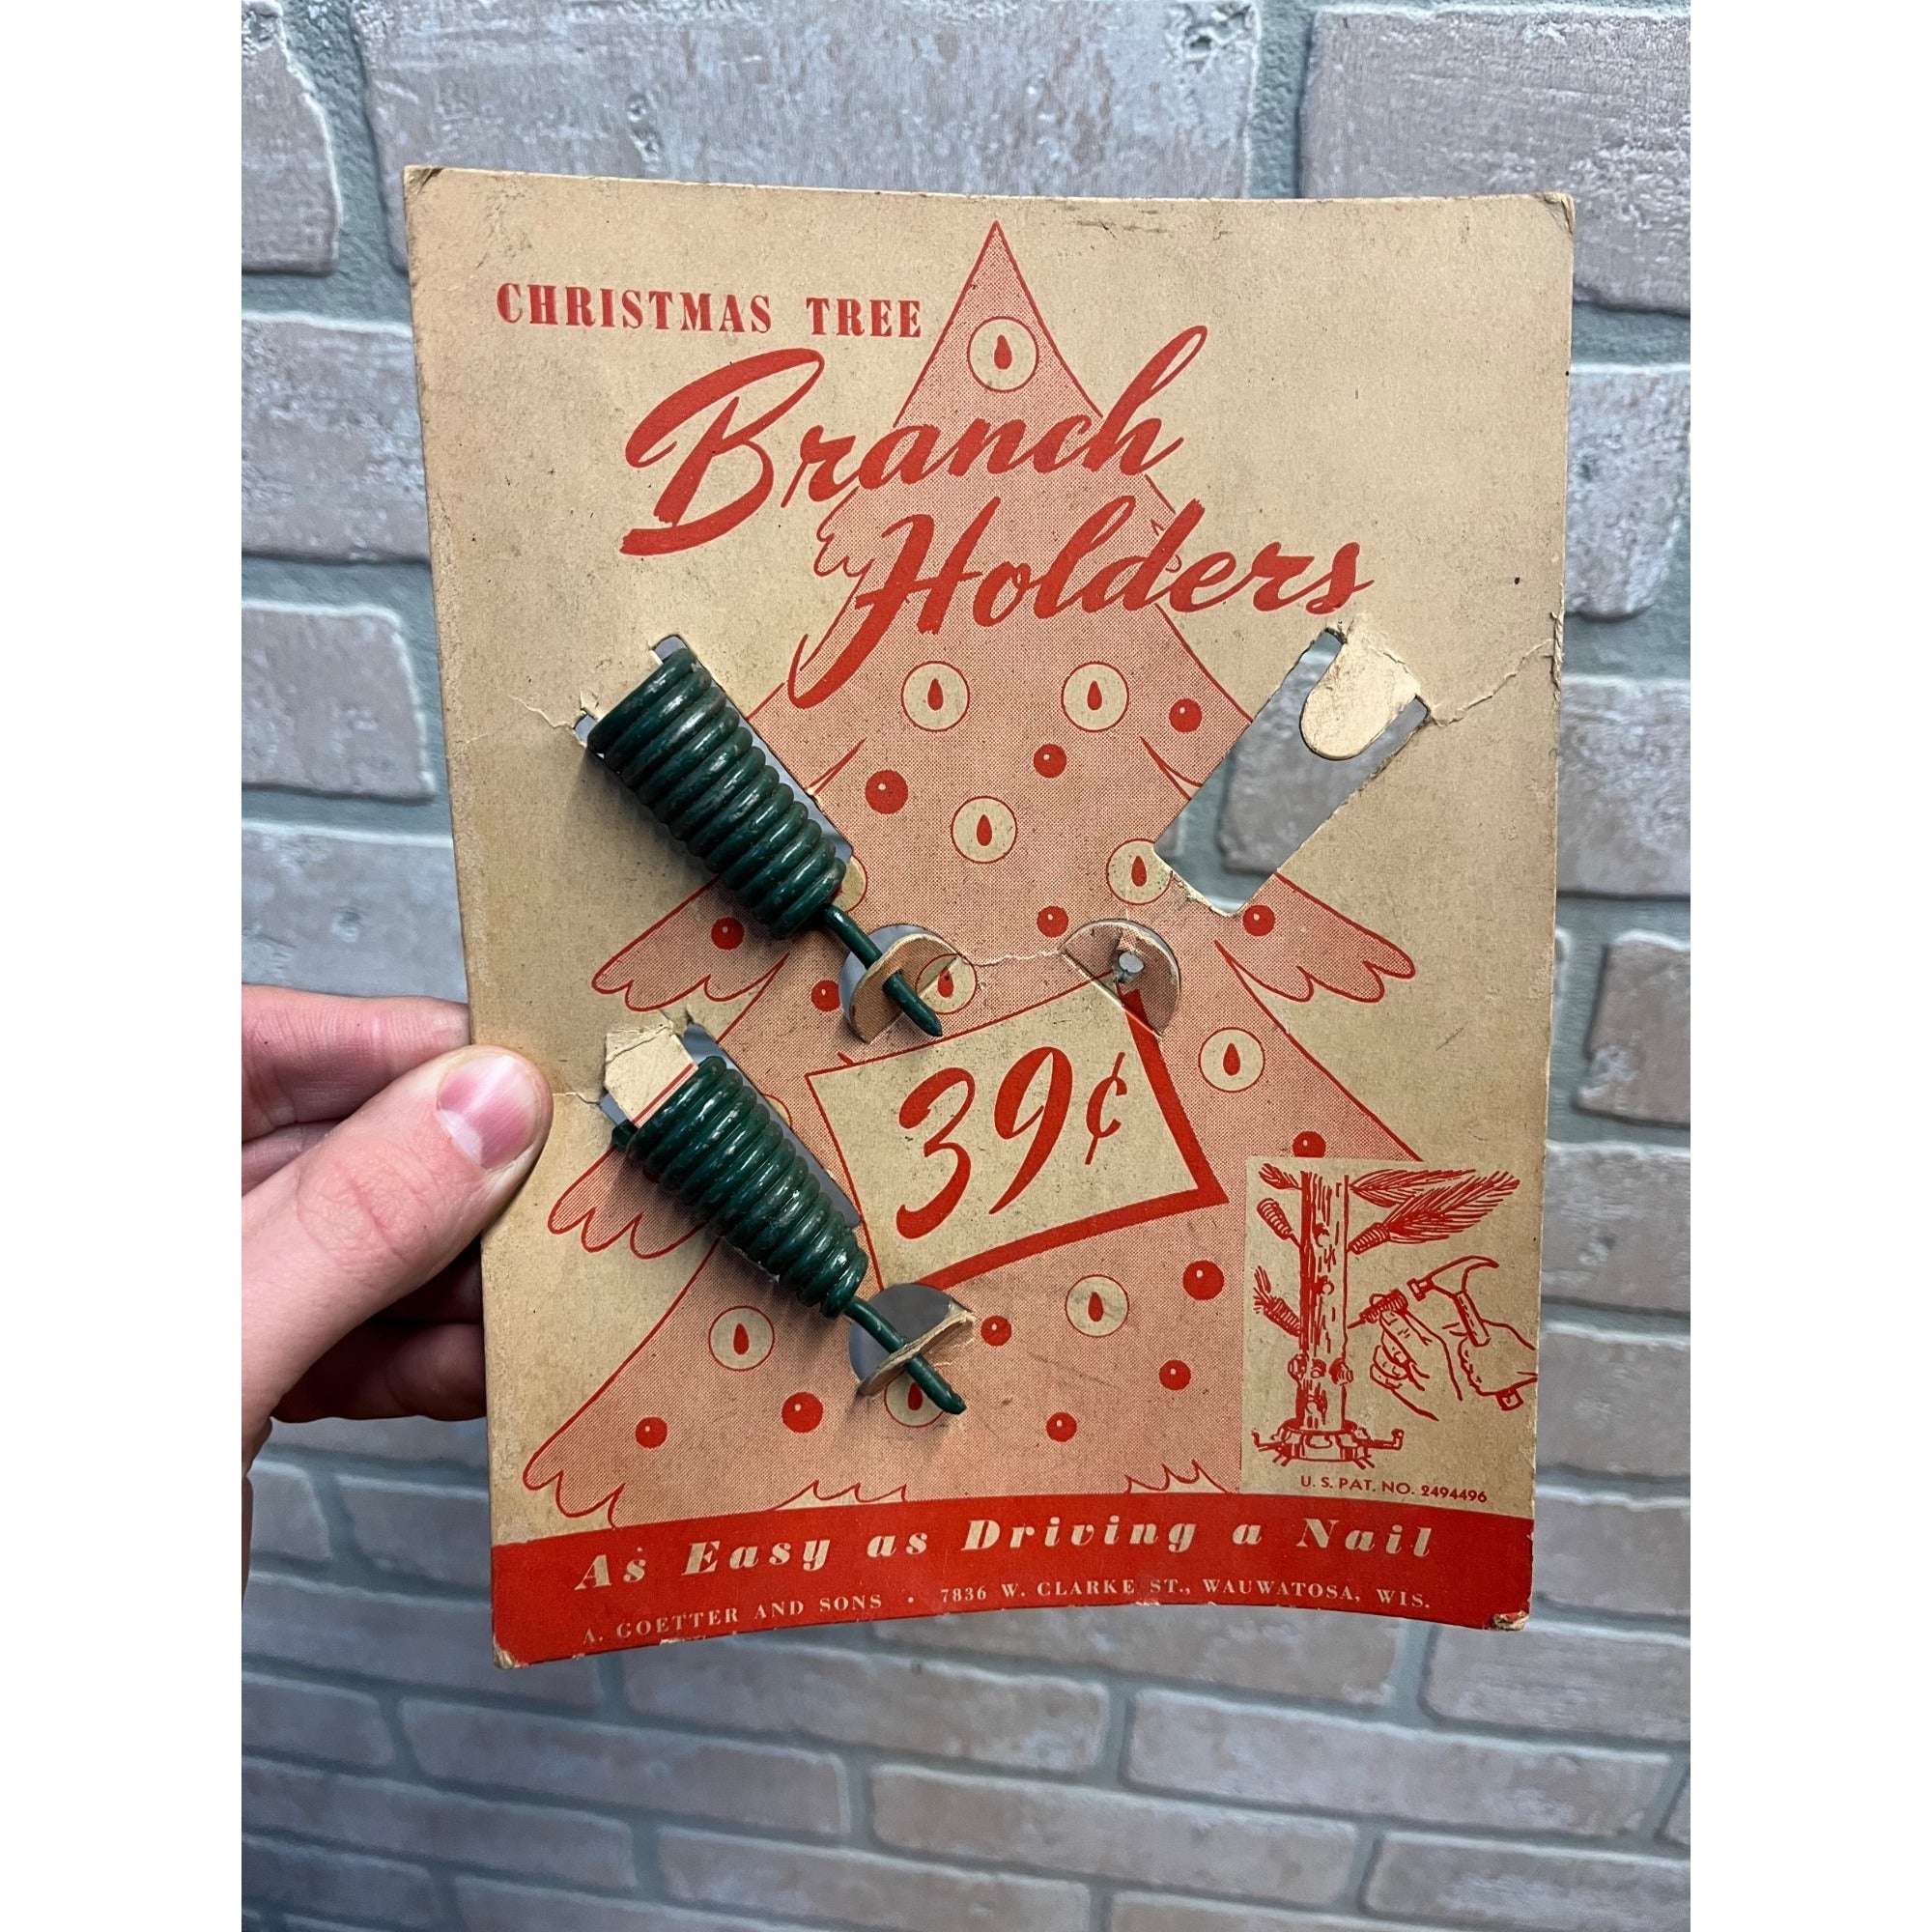 CHRISTMAS TREE
Branch
Holders
39¢
U. S. PAT. NO. 2494496
As Easy as Driving a Nail
A. GOETTER AND SONS • 7836 W. CLARKE ST., WAUWATOSA, WIS.